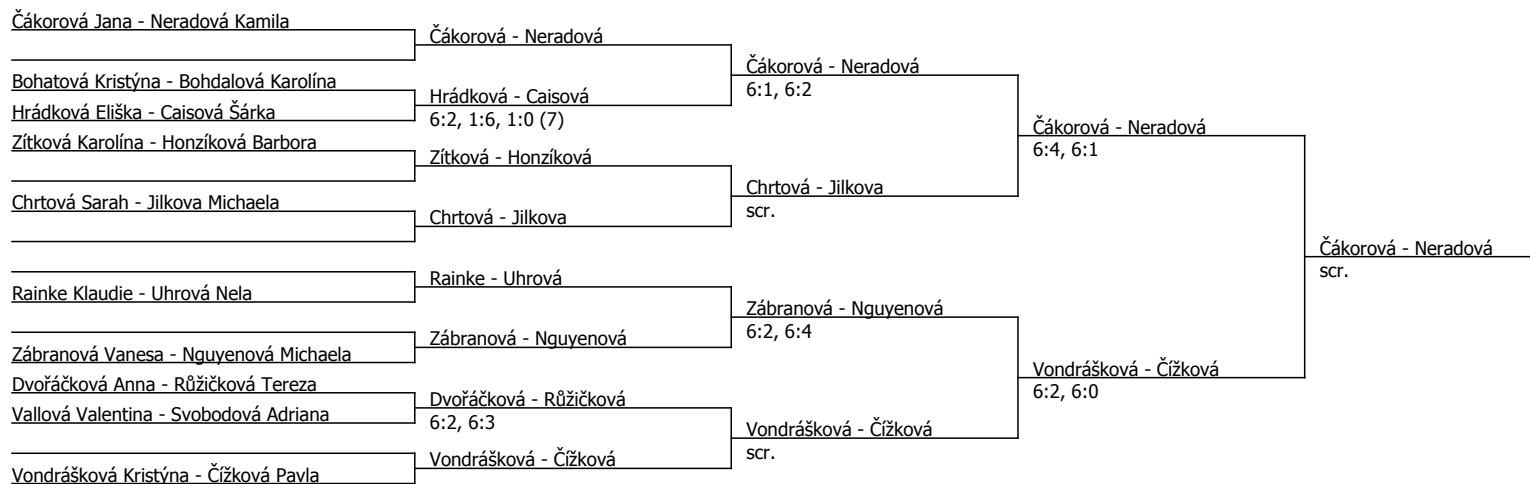 Čákorová Jana - Neradová Kamila
Bohatová Kristýna - Bohdalová Karolína
Hrádková Eliška - Caisová Šárka
Zítková Karolína - Honzíková Barbora
Chrtová Sarah - Jilkova Michaela
Rainke Klaudie - Uhrová Nela
Zábranová Vanesa - Nguyenová Michaela
Dvořáčková Anna - Růžičková Tereza
Vallová Valentina - Svobodová Adriana
Vondrášková Kristýna - Čížková Pavla
Čákorová - Neradová
Hrádková - Caisová
6:2, 1:6, 1:0 (7)
Zítková - Honzíková
Chrtová - Jilkova
Rainke - Uhrová
Zábranová - Nguyenová
Dvořáčková - Růžičková
6:2, 6:3
Vondrášková - Čížková
Čákorová - Neradová
6:1, 6:2
Chrtová - Jilkova
scr.
Zábranová - Nguyenová
6:2, 6:4
Vondrášková - Čížková
scr.
Čákorová - Neradová
6:4, 6:1
Vondrášková - Čížková
6:2, 6:0
Čákorová - Neradová
scr.